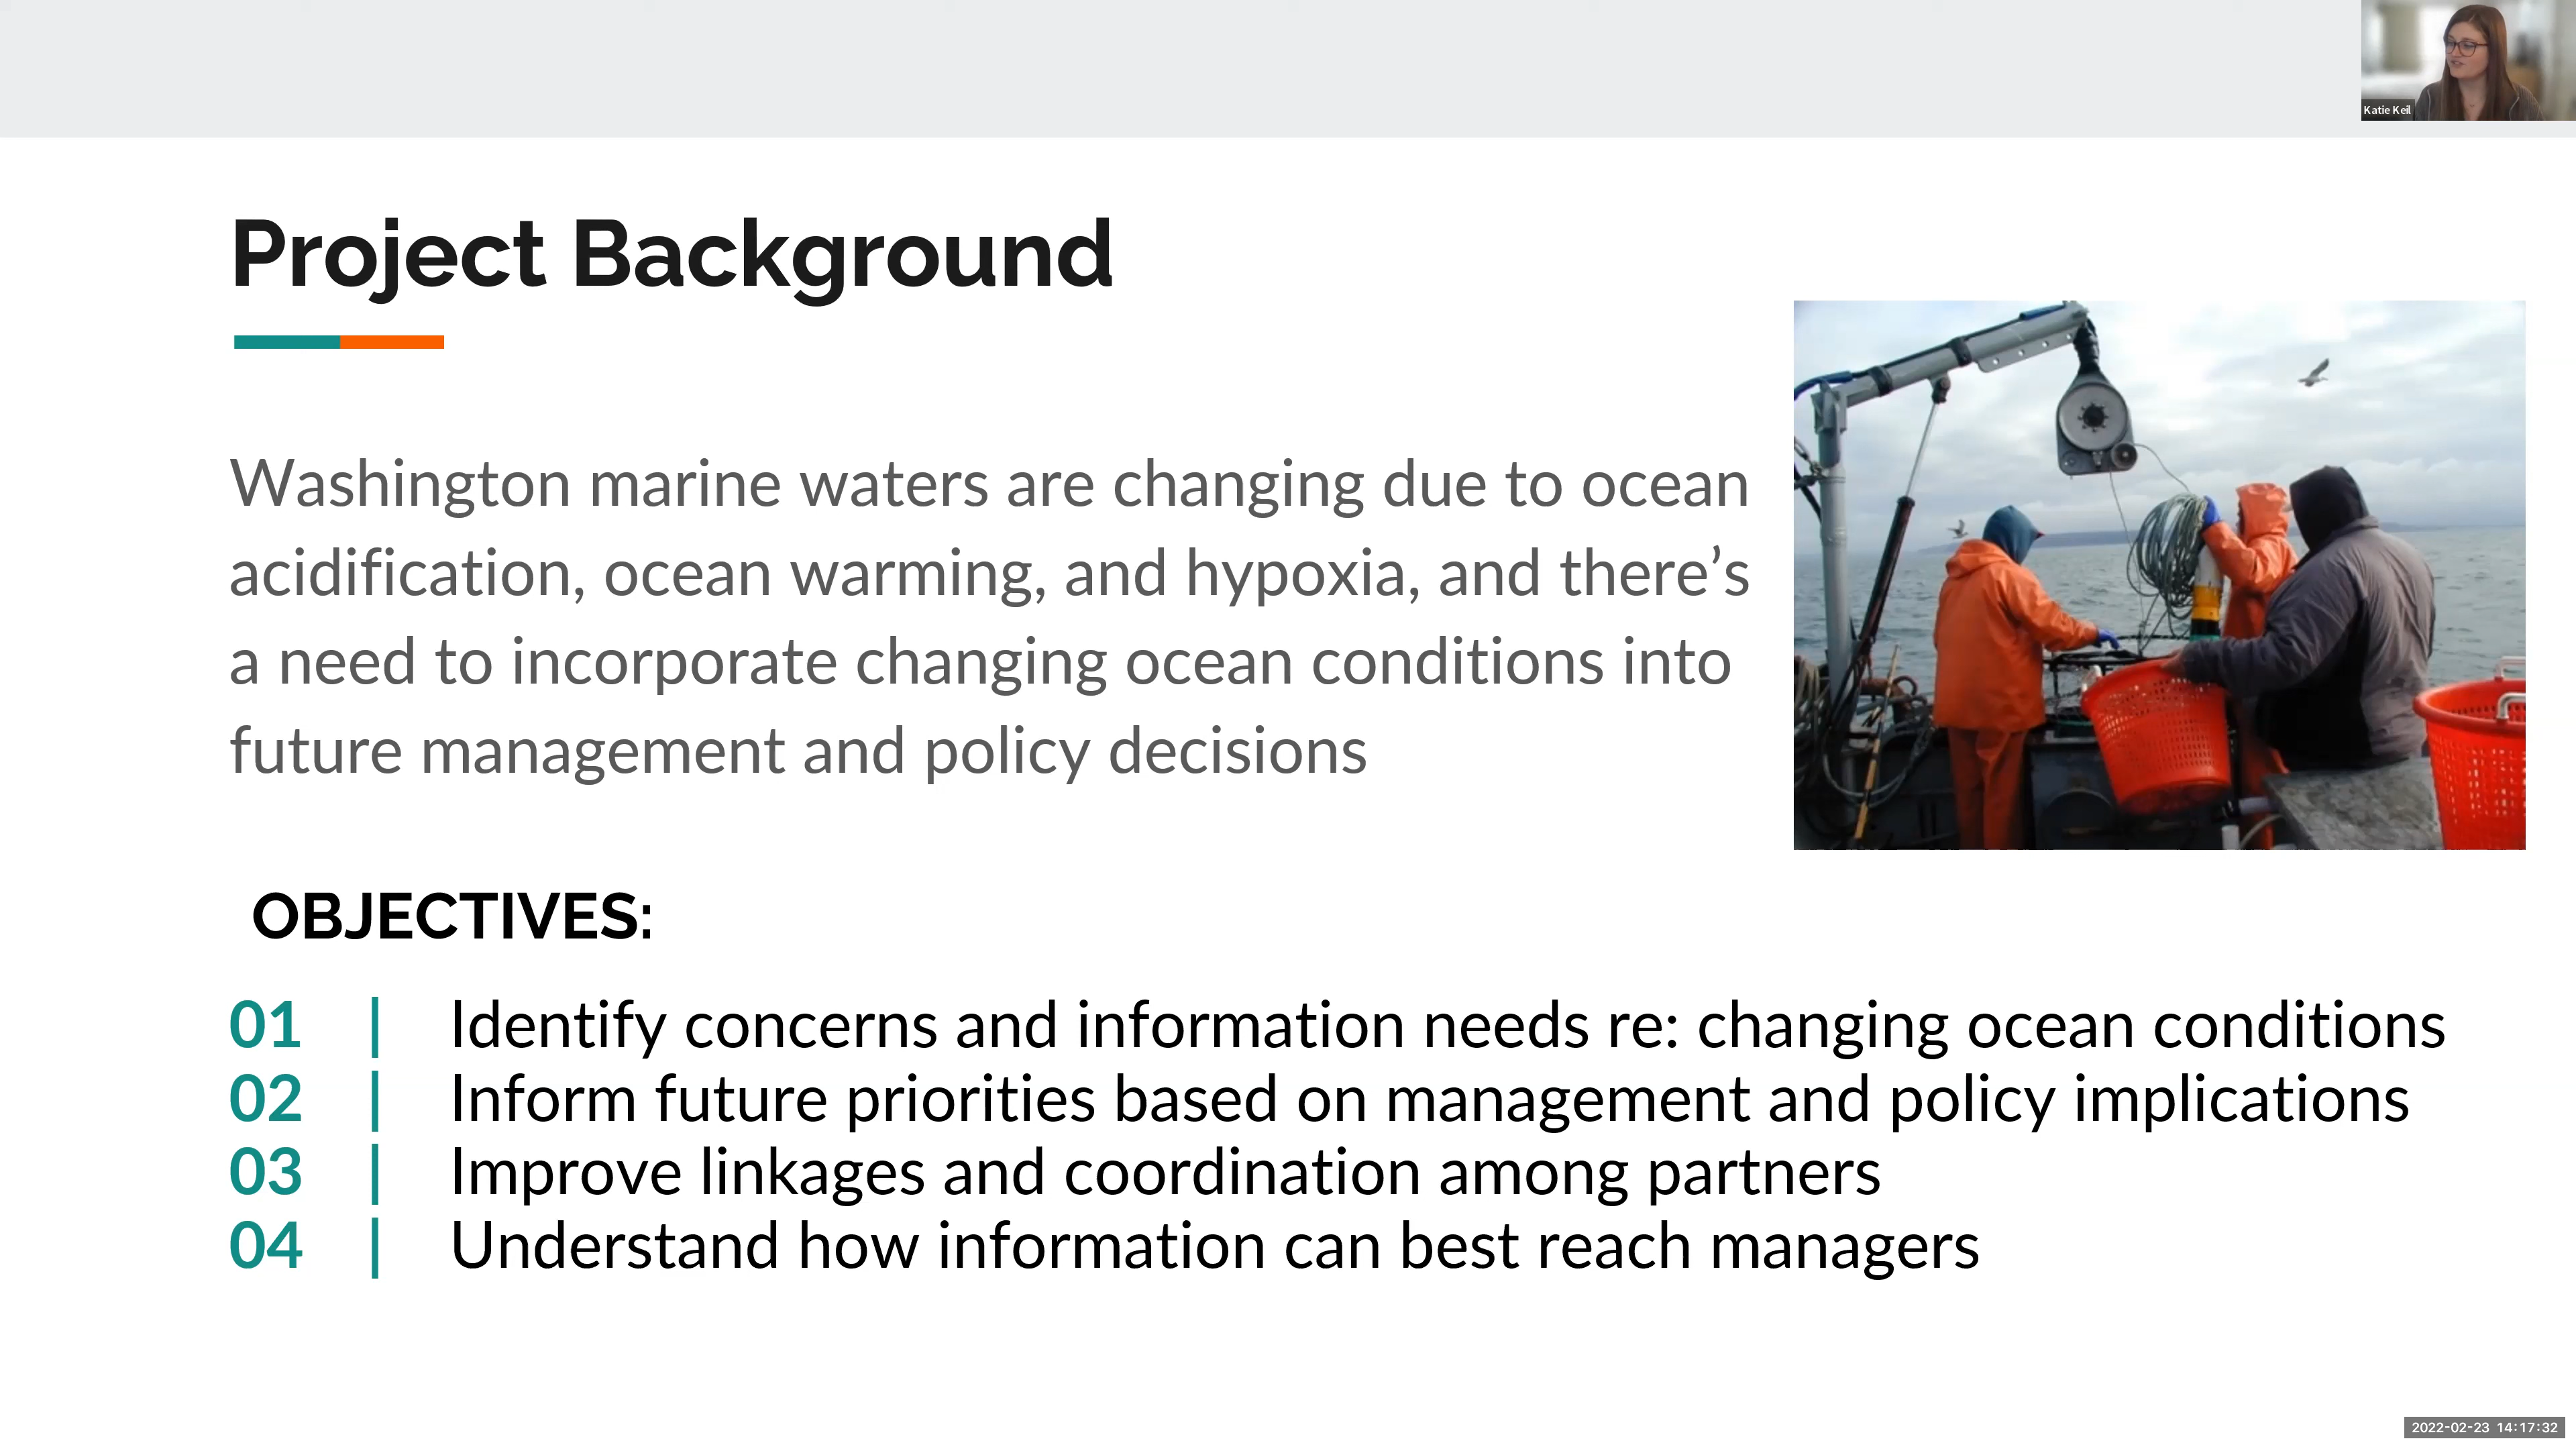 Katie Keil
Project Background
Washington marine waters are changing due to ocean
acidification, ocean warming, and hypoxia, and there’s
a need to incorporate changing ocean conditions into
future management and policy decisions
OBJECTIVES:
01 | Identify concerns and information needs re: changing ocean conditions
02 | Inform future priorities based on management and policy implications
03 | Improve linkages and coordination among partners
04 | Understand how information can best reach managers
2022-02-23 14:17:32